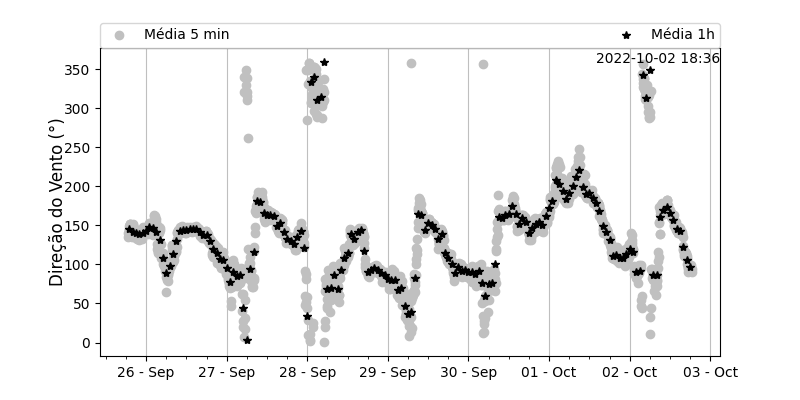 Média 5 min
Média 1h
2022-10-02 18:36
Direção do Vento (°)
350
300
250
200
150
100
50
0
26 - Sep
27 - Sep
28 - Sep
29 - Sep
30 - Sep
01 - Oct
02 - Oct
03 - Oct